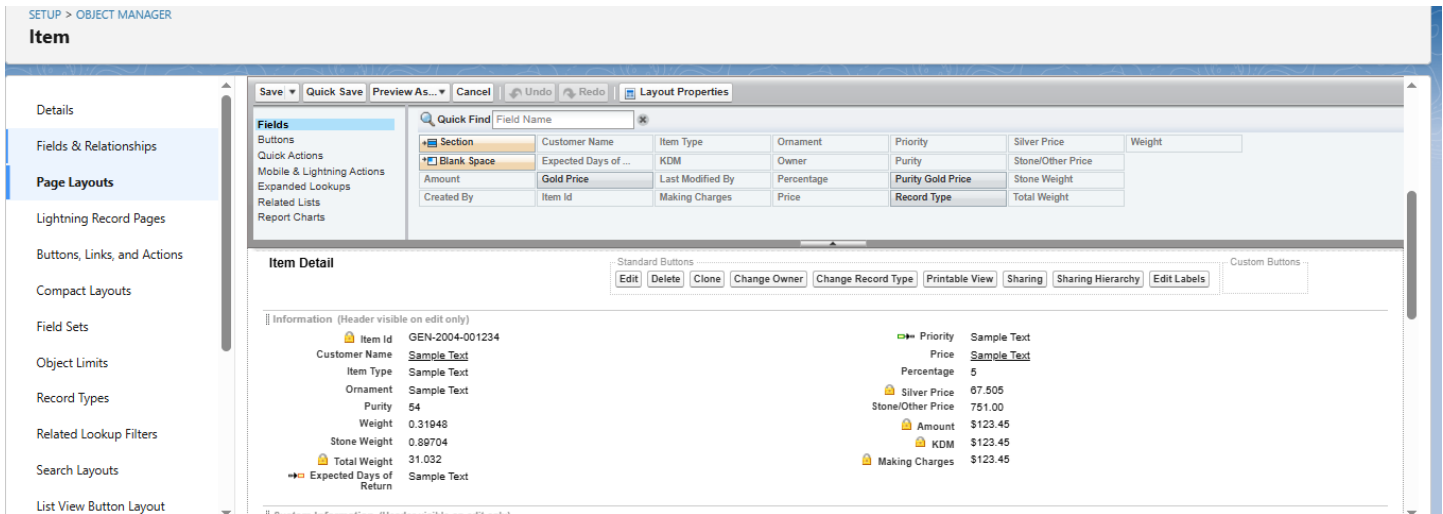 SETUP > OBJECT MANAGER
Item
Details
Fields & Relationships
Page Layouts
Lightning Record Pages
Buttons, Links, and Actions
Compact Layouts
Field Sets
Object Limits
Record Types
Related Lookup Filters
Search Layouts
List View Button Layout
Save Quick Save Preview As... Cancel Undo Redo Layout Properties
Fields
Buttons
Quick Actions
Mobile & Lightning Actions
Expanded Lookups
Related Lists
Report Charts
Quick Find Field Name
Section Customer Name Item Type Ornament Priority Silver Price Weight
Blank Space Expected Days of ... KDM Owner Purity Stone/Other Price
Amount Gold Price Last Modified By Percentage Purity Gold Price Stone Weight
Created By Item Id Making Charges Price Record Type Total Weight
Item Detail
Standard Buttons
Edit Delete Clone Change Owner Change Record Type Printable View Sharing Sharing Hierarchy Edit Labels
Custom Buttons
Information (Header visible on edit only)
Item Id GEN-2004-001234
Customer Name Sample Text
Item Type Sample Text
Ornament Sample Text
Purity 54
Weight 0.31948
Stone Weight 0.89704
Total Weight 31.032
Expected Days of Return Sample Text
Priority Sample Text
Price Sample Text
Percentage 5
Silver Price 67.505
Stone/Other Price 751.00
Amount $123.45
KDM $123.45
Making Charges $123.45